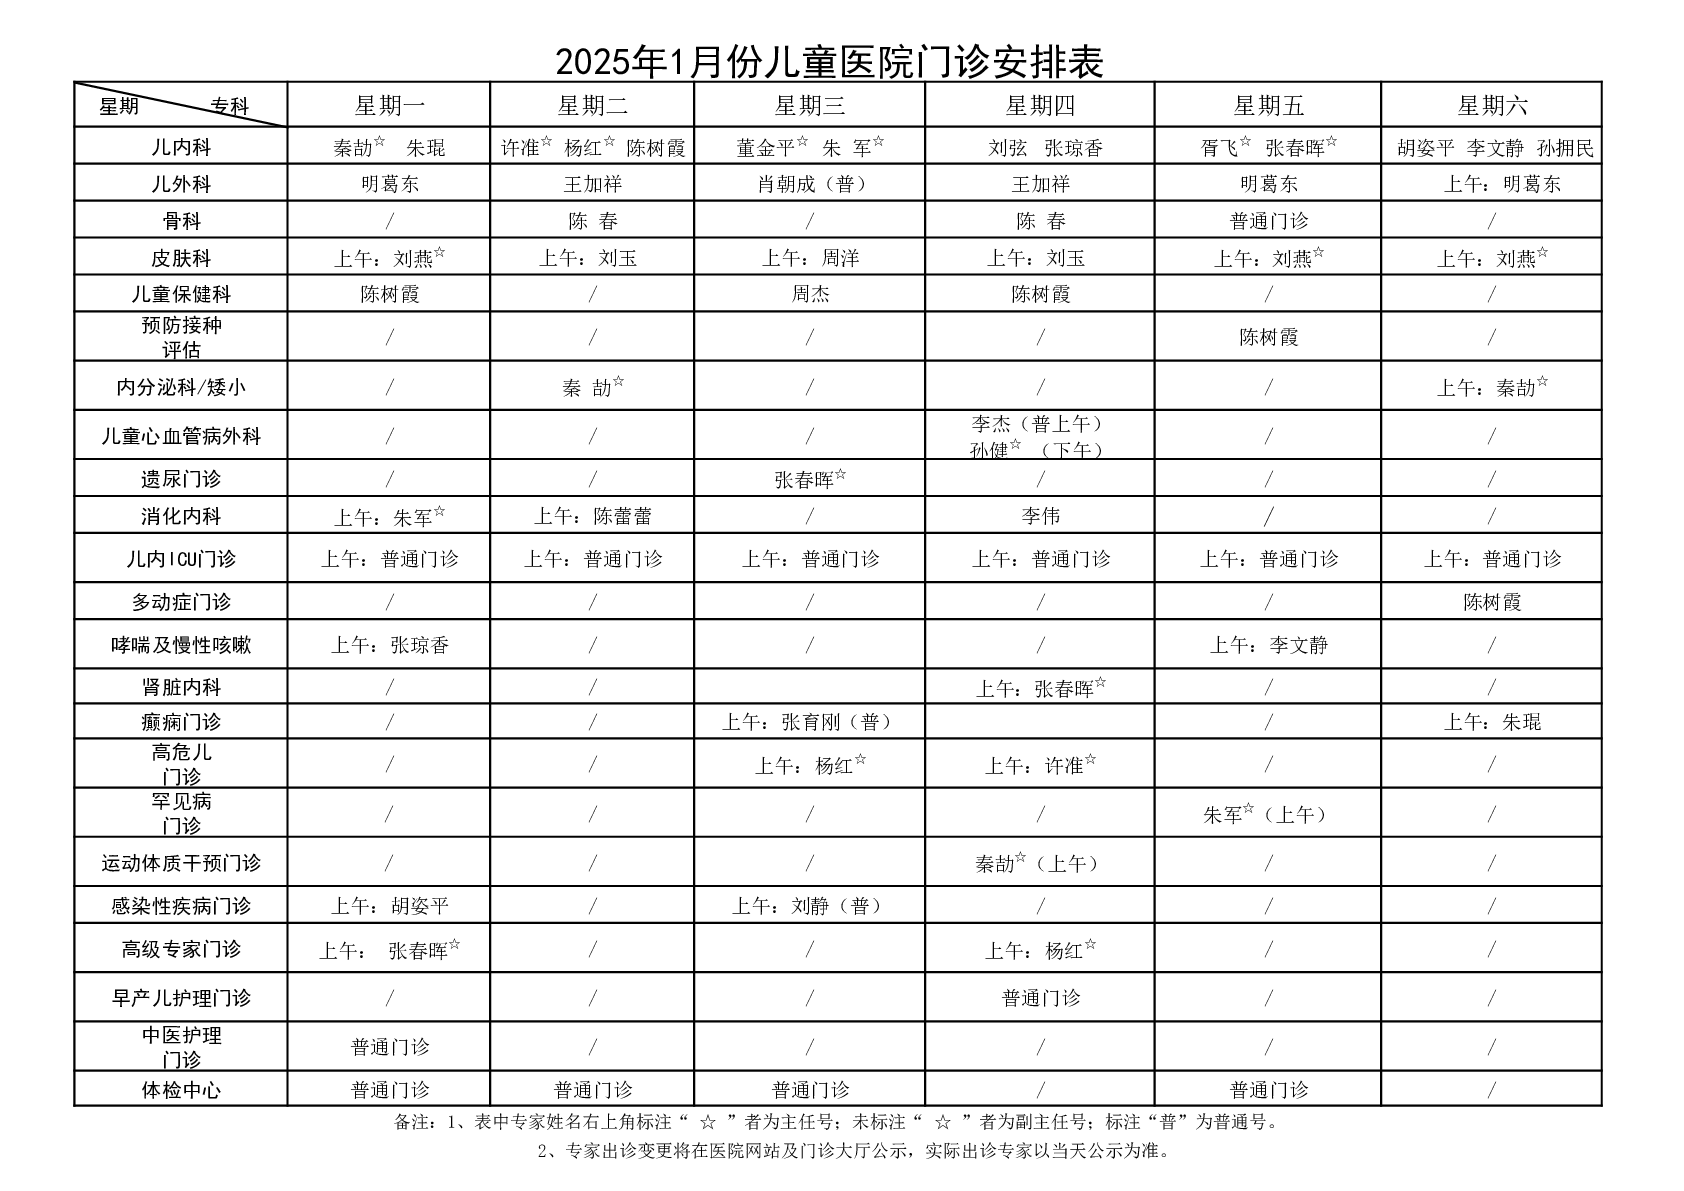 2025年1月份儿童医院门诊安排表
星期 专科 星期一 星期二 星期三 星期四 星期五 星期六
儿内科 秦劼☆ 朱琨 许准☆ 杨红☆ 陈树霞 董金平☆ 朱 军☆ 刘弦 张琼香 胥飞☆ 张春晖☆ 胡姿平 李文静 孙拥民
儿外科 明葛东 王加祥 肖朝成（普） 王加祥 明葛东 上午：明葛东
骨科 / 陈 春 / 陈 春 普通门诊 /
皮肤科 上午：刘燕☆ 上午：刘玉 上午：周洋 上午：刘玉 上午：刘燕☆ 上午：刘燕☆
儿童保健科 陈树霞 / 周杰 陈树霞 / /
预防接种
评估 / / / / 陈树霞 /
内分泌科/矮小 / 秦 劼☆ / / / 上午：秦劼☆
儿童心血管病外科 / / / 李杰（普上午）
孙健☆ （下午） / /
遗尿门诊 / / 张春晖☆ / / /
消化内科 上午：朱军☆ 上午：陈蕾蕾 / 李伟 / /
儿内ICU门诊 上午：普通门诊 上午：普通门诊 上午：普通门诊 上午：普通门诊 上午：普通门诊 上午：普通门诊
多动症门诊 / / / / / 陈树霞
哮喘及慢性咳嗽 上午：张琼香 / / / 上午：李文静 /
肾脏内科 / / 上午：张春晖☆ / /
癫痫门诊 / / 上午：张育刚（普） / 上午：朱琨
高危儿
门诊 / / 上午：杨红☆ 上午：许准☆ / /
罕见病
门诊 / / / / 朱军☆（上午） /
运动体质干预门诊 / / / 秦劼☆（上午） / /
感染性疾病门诊 上午：胡姿平 / 上午：刘静（普） / / /
高级专家门诊 上午： 张春晖☆ / / 上午：杨红☆ / /
早产儿护理门诊 / / / 普通门诊 / /
中医护理
门诊 普通门诊 / / / / /
体检中心 普通门诊 普通门诊 普通门诊 / 普通门诊 /
备注：1、表中专家姓名右上角标注“ ☆ ”者为主任号；未标注“ ☆ ”者为副主任号；标注“普”为普通号。
2、专家出诊变更将在医院网站及门诊大厅公示，实际出诊专家以当天公示为准。